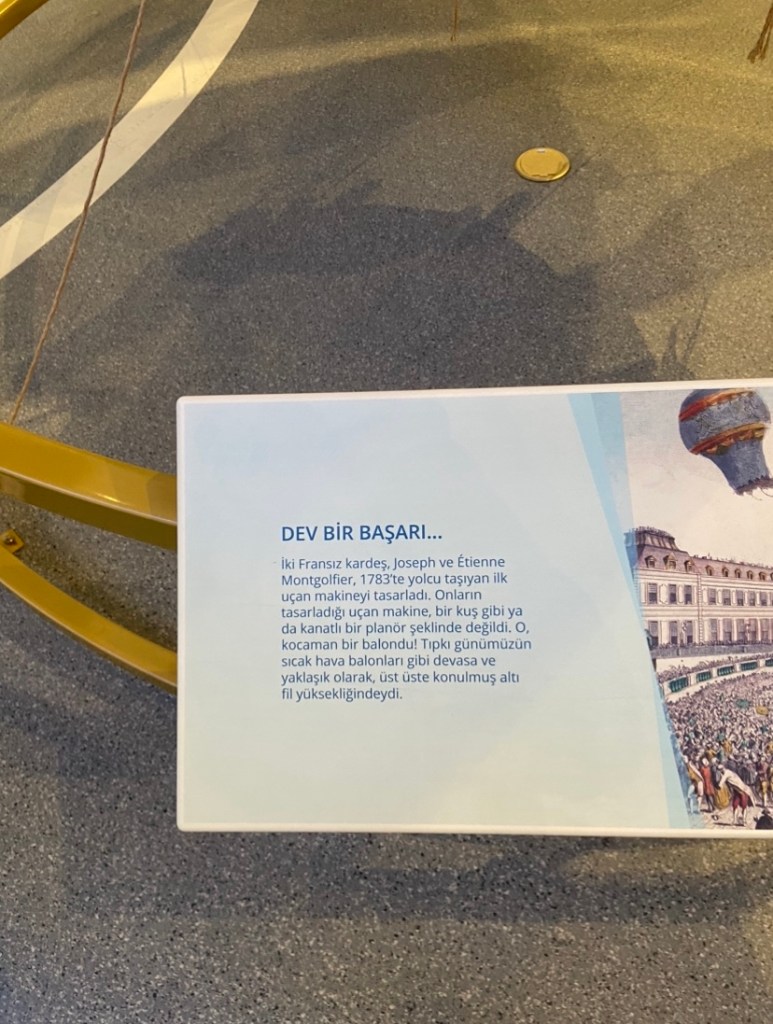 DEV BİR BAŞARI...
İki Fransız kardeş, Joseph ve Étienne
Montgolfier, 1783’te yolcu taşıyan ilk
uçan makineyi tasarladı. Onların
tasarladığı uçan makine, bir kuş gibi ya
da kanatlı bir planör şeklinde değildi. O,
kocaman bir balondu! Tıpkı günümüzün
sıcak hava balonları gibi devasa ve
yaklaşık olarak, üst üste konulmuş altı
fil yüksekliğindeydi.